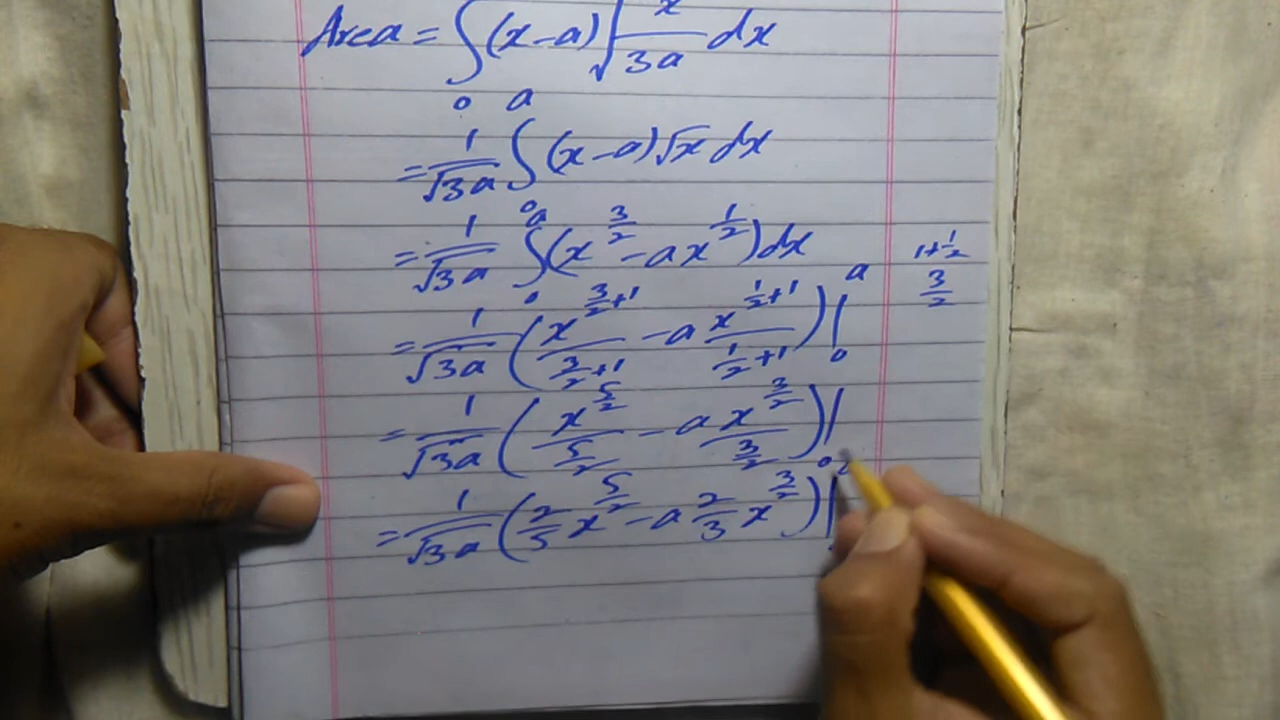 Area = ∫₀ (x-a) √(x/3a) dx
= 1/√3a ∫₀ᵃ (x-a) √x dx
= 1/√3a ∫₀ᵃ (x^3/2 - ax^1/2) dx
1+1/2
3/2
= 1/√3a (x^(3/2+1)/(3/2+1) - a x^(1/2+1)/(1/2+1)) |₀ᵃ
= 1/√3a (x^5/2/(5/2) - a x^3/2/(3/2)) |₀
= 1/√3a (2/5 x^5/2 - a 2/3 x^3/2) |